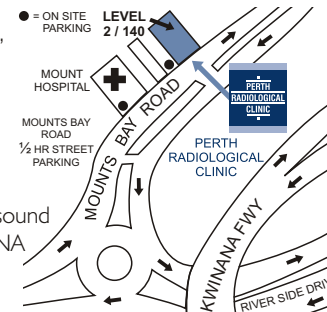 ● = ON SITE
PARKING
LEVEL
2 / 140
MOUNT
HOSPITAL
MOUNTS BAY
ROAD
½ HR STREET
PARKING
MOUNTS BAY ROAD
PERTH
RADIOLOGICAL
CLINIC
PERTH
RADIOLOGICAL
CLINIC
sound
NA
KWINANA FWY
RIVER SIDE DRI